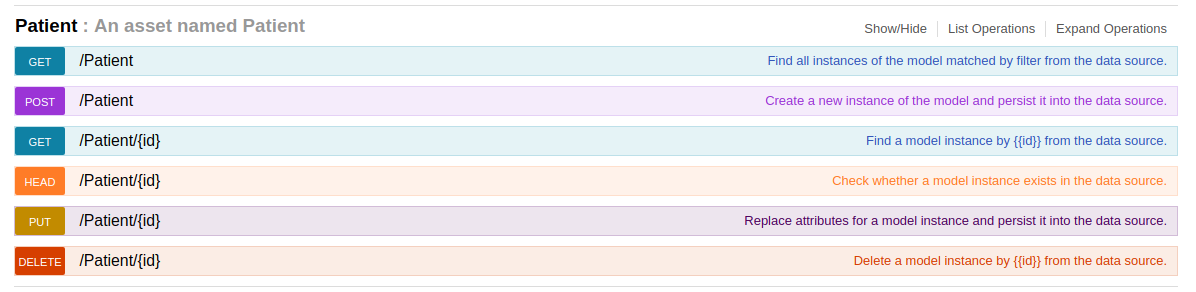 Patient : An asset named Patient Show/Hide List Operations Expand Operations
GET /Patient Find all instances of the model matched by filter from the data source.
POST /Patient Create a new instance of the model and persist it into the data source.
GET /Patient/{id} Find a model instance by {{id}} from the data source.
HEAD /Patient/{id} Check whether a model instance exists in the data source.
PUT /Patient/{id} Replace attributes for a model instance and persist it into the data source.
DELETE /Patient/{id} Delete a model instance by {{id}} from the data source.